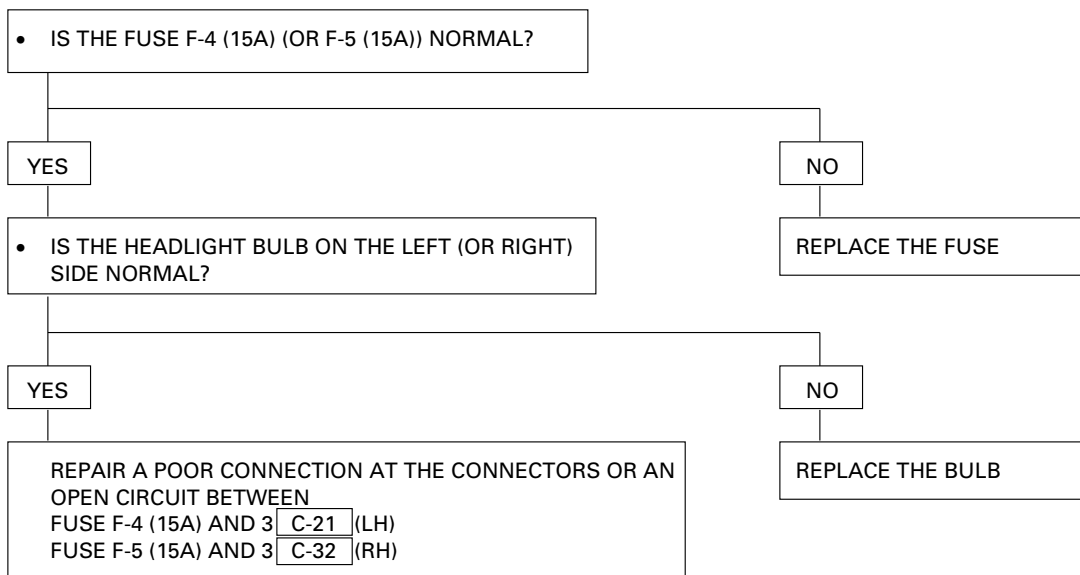 • IS THE FUSE F-4 (15A) (OR F-5 (15A)) NORMAL?
YES
NO
• IS THE HEADLIGHT BULB ON THE LEFT (OR RIGHT)
SIDE NORMAL?
REPLACE THE FUSE
YES
NO
REPAIR A POOR CONNECTION AT THE CONNECTORS OR AN
OPEN CIRCUIT BETWEEN
FUSE F-4 (15A) AND 3 C-21 (LH)
FUSE F-5 (15A) AND 3 C-32 (RH)
REPLACE THE BULB